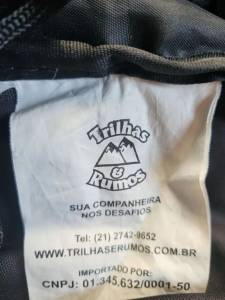 Trilhas
&
Rumos
SUA COMPANHEIRA
NOS DESAFIOS
Tel: (21) 2742-9652
WWW.TRILHASERUMOS.COM.BR
IMPORTADO POR:
CNPJ: 01.345.632/0001-50